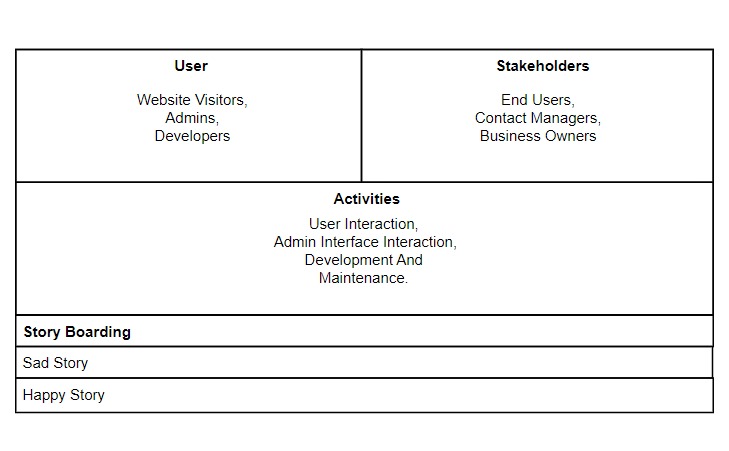 User
Website Visitors,
Admins,
Developers
Stakeholders
End Users,
Contact Managers,
Business Owners
Activities
User Interaction,
Admin Interface Interaction,
Development And
Maintenance.
Story Boarding
Sad Story
Happy Story